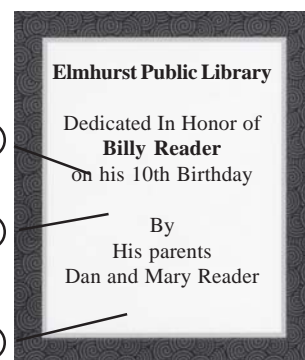 Elmhurst Public Library
Dedicated In Honor of
Billy Reader
on his 10th Birthday
By
His parents
Dan and Mary Reader